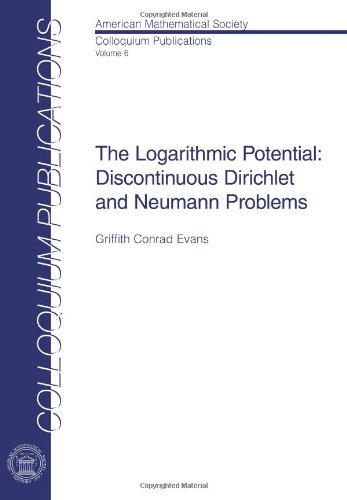 Copyrighted Material
American Mathematical Society
Colloquium Publications
Volume 6
The Logarithmic Potential:
Discontinuous Dirichlet
and Neumann Problems
Griffith Conrad Evans
COLLOQUIUM PUBLICATIONS
Copyrighted Material